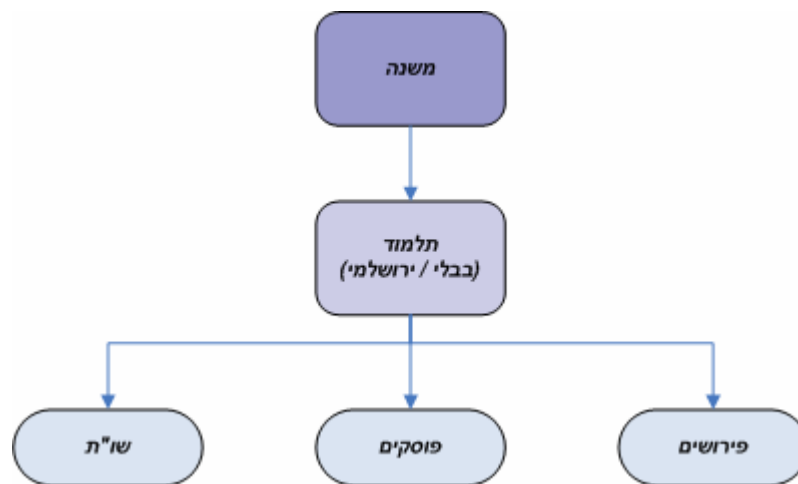 משנה
תלמוד
(בבלי / ירושלמי)
פירושים
פוסקים
שו"ת